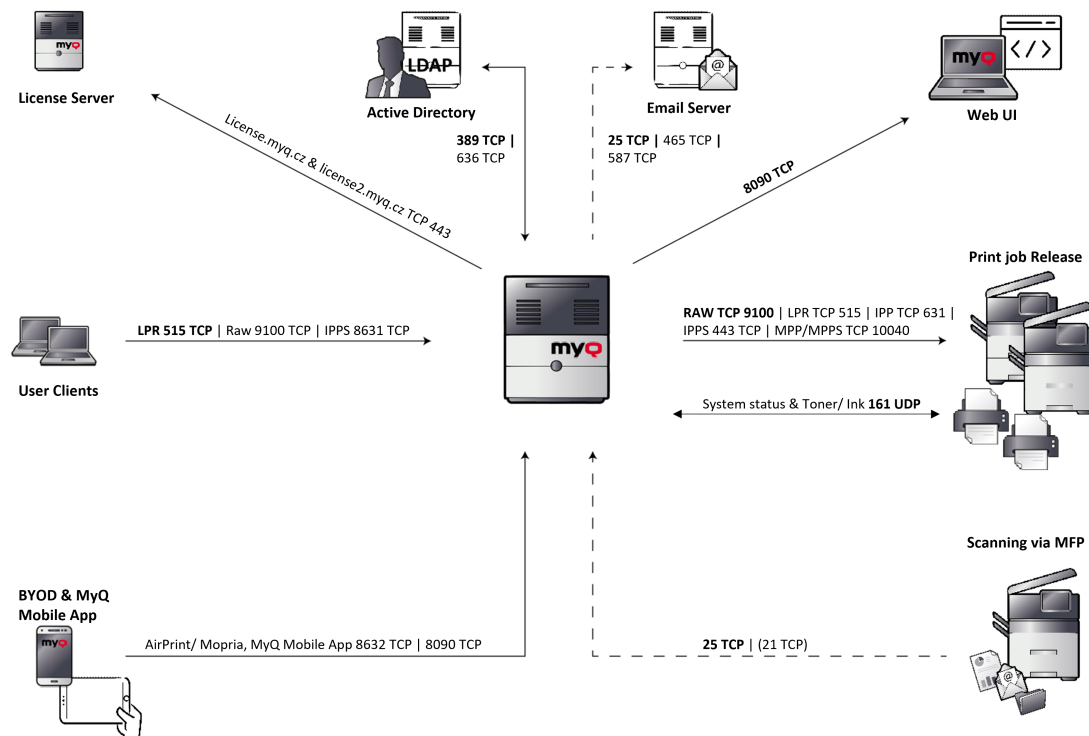 myQ
LDAP
@
myQ
</>
License Server
Active Directory
Email Server
Web UI
389 TCP |
636 TCP
25 TCP | 465 TCP |
587 TCP
8090 TCP
License.myq.cz & license2.myq.cz TCP 443
Print job Release
LPR 515 TCP | Raw 9100 TCP | IPPS 8631 TCP
RAW TCP 9100 | LPR TCP 515 | IPP TCP 631 |
IPPS 443 TCP | MPP/MPPS TCP 10040
myQ
User Clients
System status & Toner/ Ink 161 UDP
Scanning via MFP
BYOD & MyQ
Mobile App
myQ
AirPrint/ Mopria, MyQ Mobile App 8632 TCP | 8090 TCP
25 TCP | (21 TCP)
@